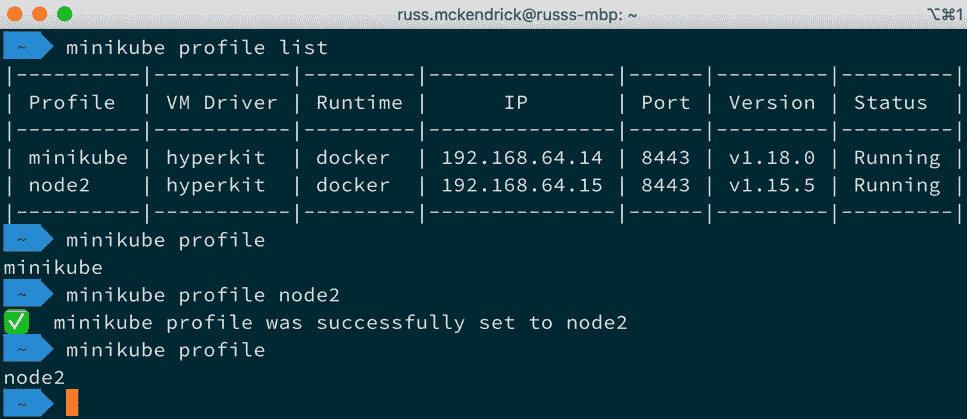 russ.mckendrick@russs-mbp: ~
⌥⌘1
~ minikube profile list
|----------|-----------|---------|---------------|------|---------|---------|
| Profile | VM Driver | Runtime | IP | Port | Version | Status |
|----------|-----------|---------|---------------|------|---------|---------|
| minikube | hyperkit | docker | 192.168.64.14 | 8443 | v1.18.0 | Running |
| node2 | hyperkit | docker | 192.168.64.15 | 8443 | v1.15.5 | Running |
|----------|-----------|---------|---------------|------|---------|---------|
~ minikube profile
minikube
~ minikube profile node2
✅ minikube profile was successfully set to node2
~ minikube profile
node2
~